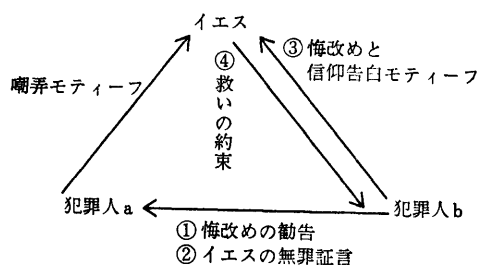 イエス
③悔改めと
信仰告白モティーフ
嘲弄モティーフ
④救いの約束
犯罪人a
犯罪人b
①悔改めの勧告
②イエスの無罪証言